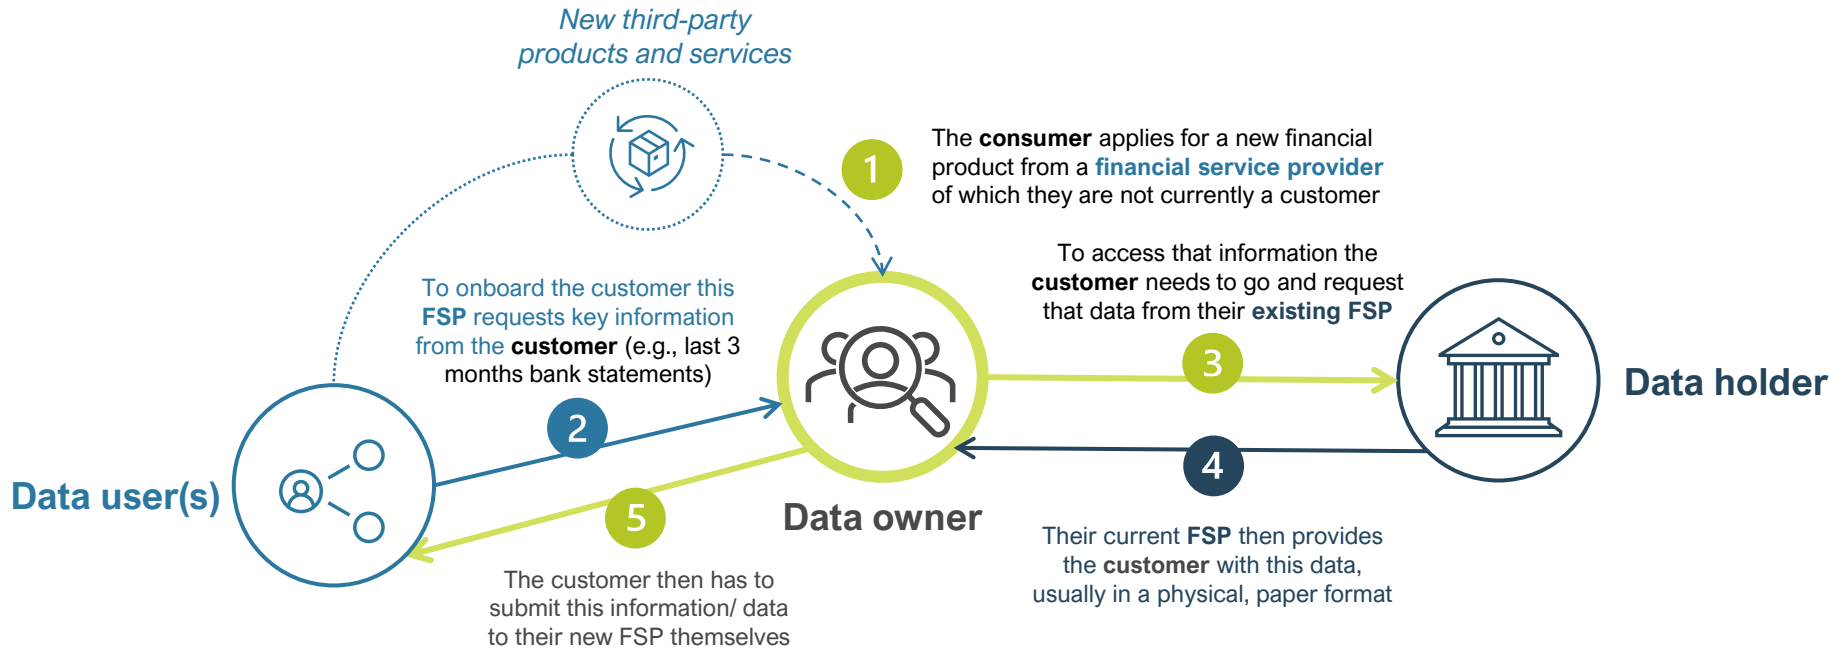 New third-party
products and services
1
The consumer applies for a new financial
product from a financial service provider
of which they are not currently a customer
To onboard the customer this
FSP requests key information
from the customer (e.g., last 3
months bank statements)
2
To access that information the
customer needs to go and request
that data from their existing FSP
3
Data holder
4
Their current FSP then provides
the customer with this data,
usually in a physical, paper format
Data user(s)
Data owner
5
The customer then has to
submit this information/ data
to their new FSP themselves